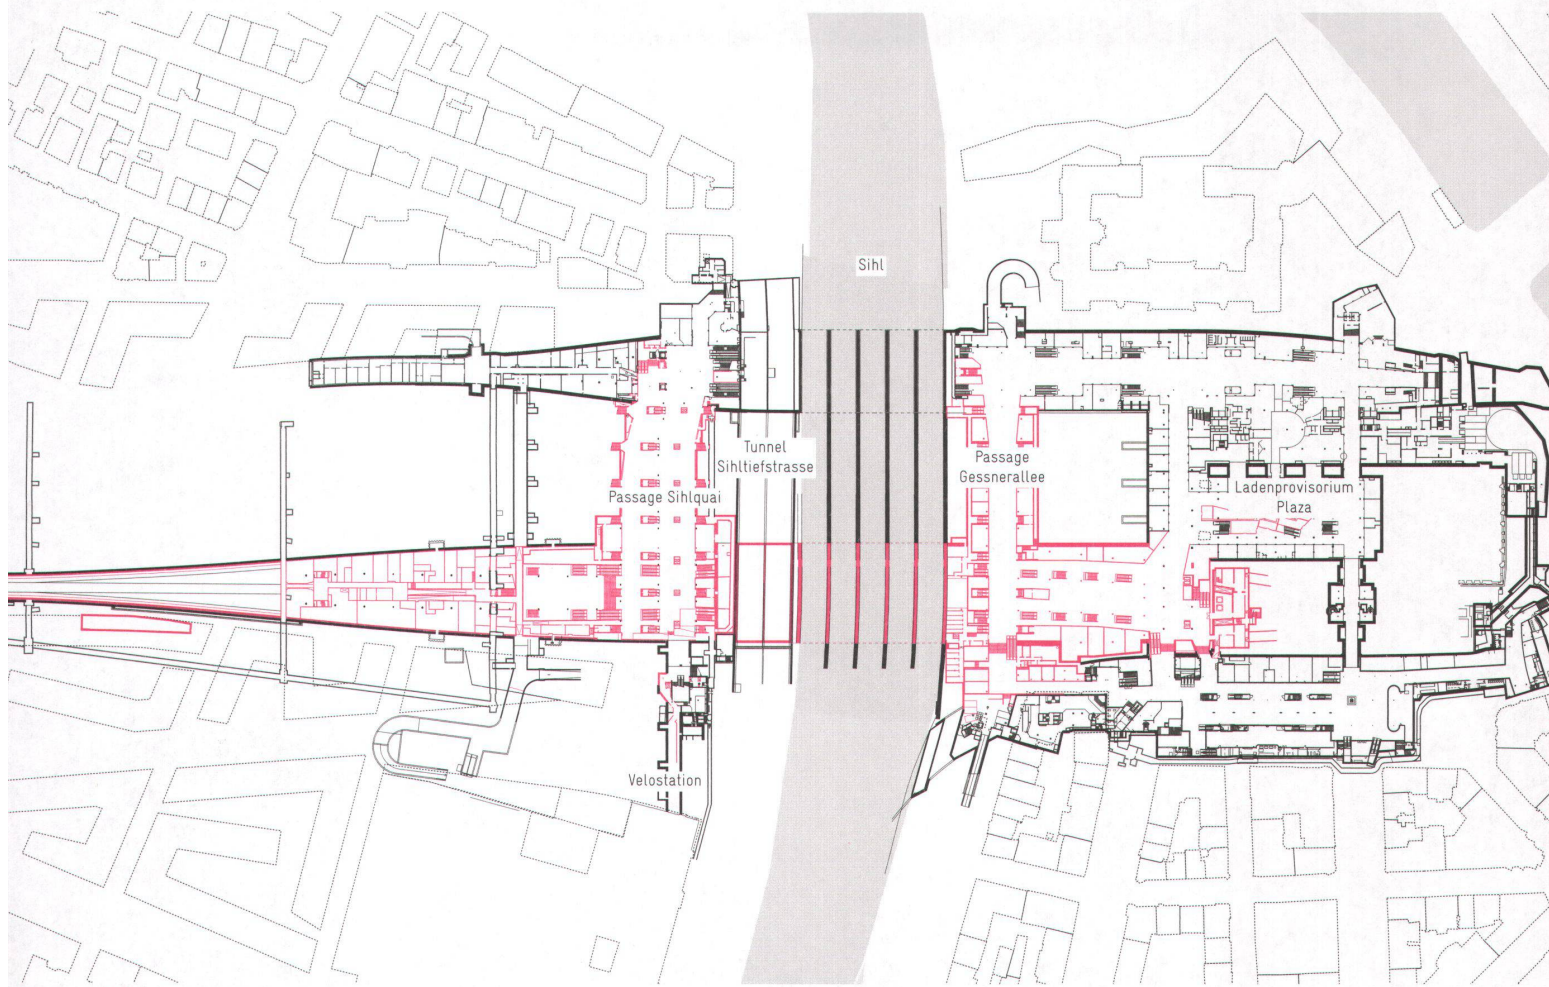 Sihl
Tunnel
Sihltiefstrasse
Passage
Gessnerallee
Passage Sihlquai
Ladenprovisorium
Plaza
Velostation